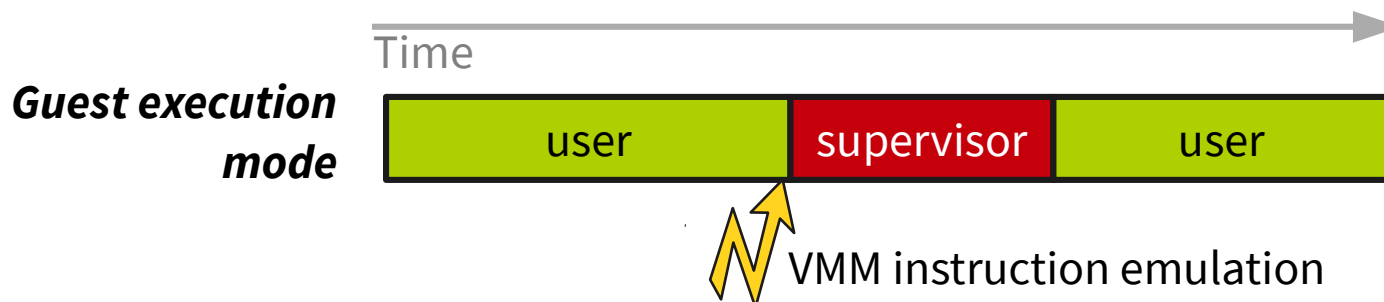 Time
Guest execution
mode
user
supervisor
user
VMM instruction emulation